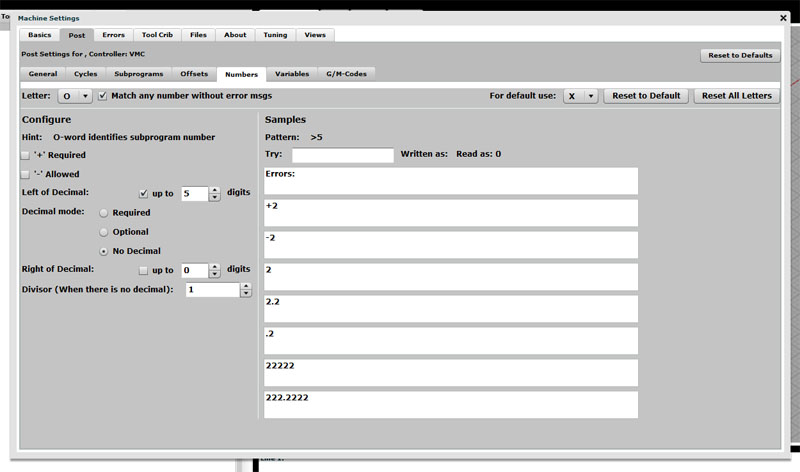 To
Machine Settings
Basics Post Errors Tool Crib Files About Tuning Views
Post Settings for , Controller: VMC Reset to Defaults
General Cycles Subprograms Offsets Numbers Variables G/M-Codes
Letter: O Match any number without error msgs For default use: X Reset to Default Reset All Letters
Configure
Hint: O-word identifies subprogram number
'+' Required
'-' Allowed
Left of Decimal: up to 5 digits
Decimal mode: Required
Optional
No Decimal
Right of Decimal: up to 0 digits
Divisor (When there is no decimal): 1
Samples
Pattern: >5
Try: Written as: Read as: 0
Errors:
+2
-2
2
2.2
.2
22222
222.2222